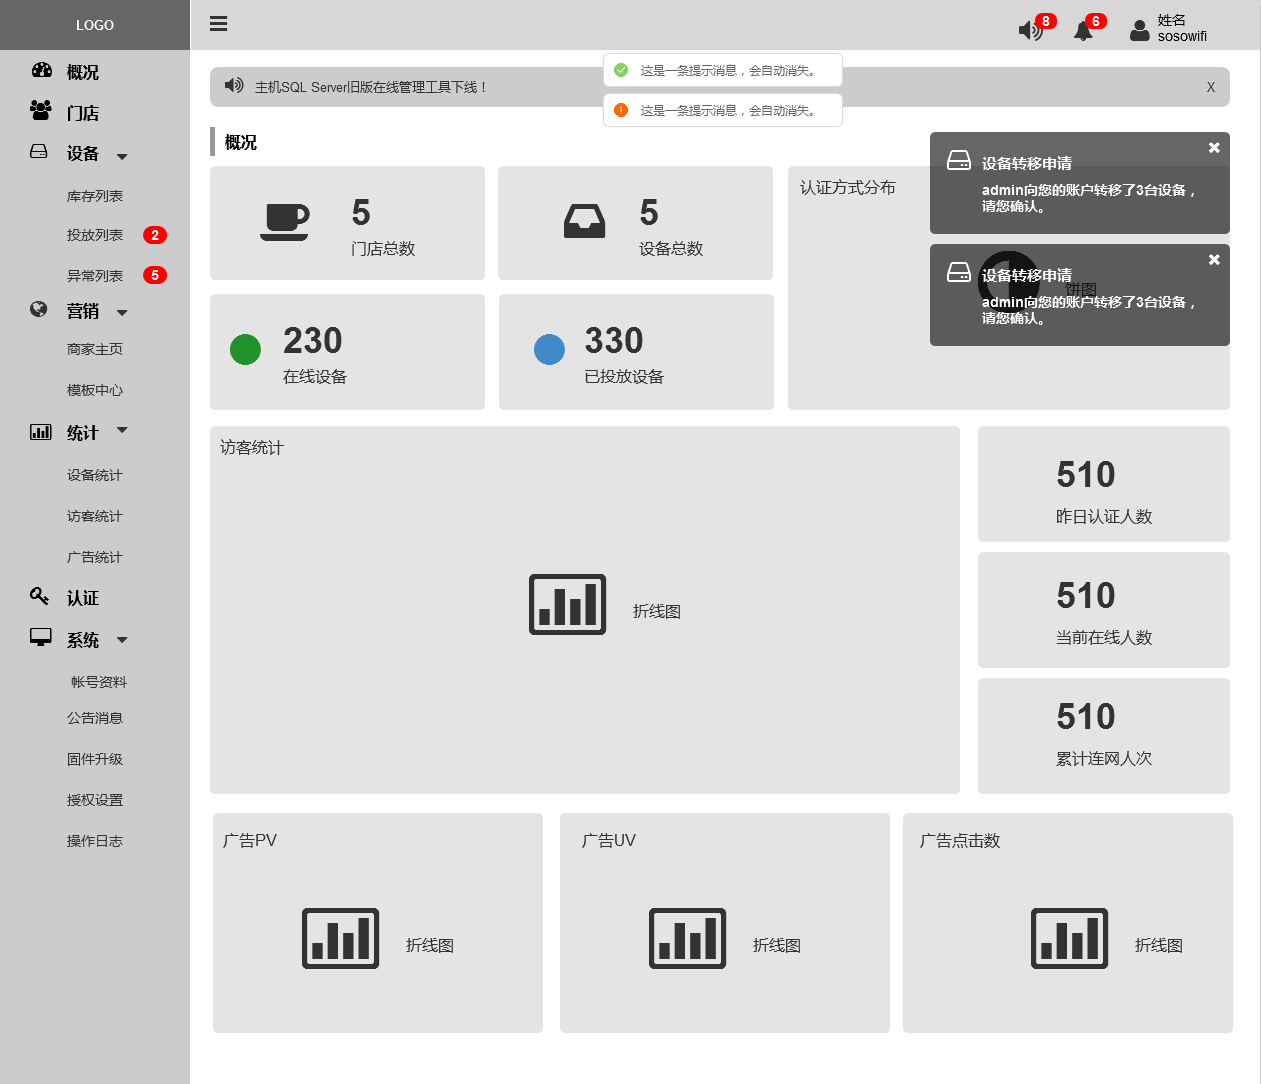 LOGO
8
6
姓名
sosowifi
概况
门店
设备
库存列表
投放列表 2
异常列表 5
营销
商家主页
模板中心
统计
设备统计
访客统计
广告统计
认证
系统
帐号资料
公告消息
固件升级
授权设置
操作日志
主机SQL Server旧版在线管理工具下线！
X
这是一条提示消息，会自动消失。
这是一条提示消息，会自动消失。
概况
5
门店总数
5
设备总数
230
在线设备
330
已投放设备
认证方式分布
饼图
设备转移申请
admin向您的账户转移了3台设备，
请您确认。
设备转移申请
admin向您的账户转移了3台设备，
请您确认。
访客统计
折线图
510
昨日认证人数
510
当前在线人数
510
累计连网人次
广告PV
折线图
广告UV
折线图
广告点击数
折线图